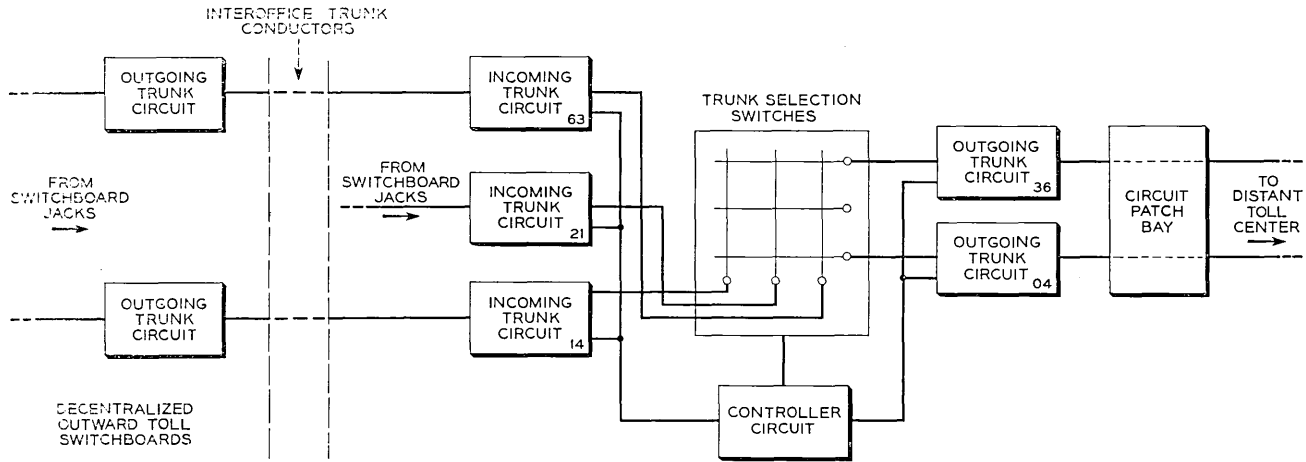 INTEROFFICE TRUNK
CONDUCTORS
OUTGOING
TRUNK
CIRCUIT
INCOMING
TRUNK
CIRCUIT
63
TRUNK SELECTION
SWITCHES
OUTGOING
TRUNK
CIRCUIT
36
FROM
SWITCHBOARD
JACKS
FROM
SWITCHBOARD
JACKS
INCOMING
TRUNK
CIRCUIT
21
CIRCUIT
PATCH
BAY
TO
DISTANT
TOLL
CENTER
OUTGOING
TRUNK
CIRCUIT
04
OUTGOING
TRUNK
CIRCUIT
INCOMING
TRUNK
CIRCUIT
14
CONTROLLER
CIRCUIT
DECENTRALIZED
OUTWARD TOLL
SWITCHBOARDS